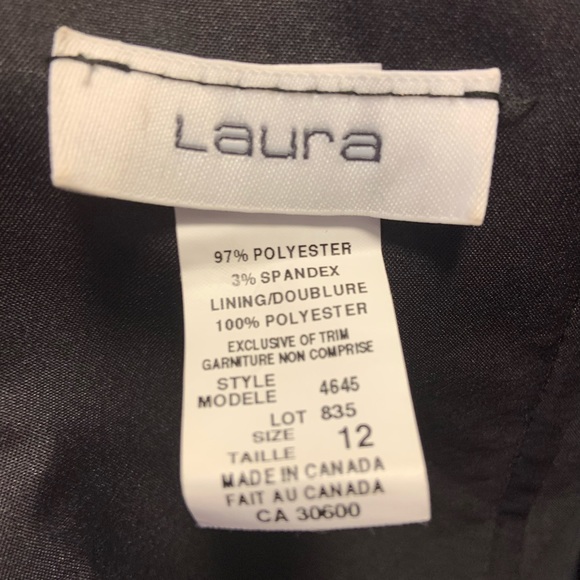 Laura
97% POLYESTER
3% SPANDEX
LINING/DOUBLURE
100% POLYESTER
EXCLUSIVE OF TRIM
GARNITURE NON COMPRISE
STYLE
MODELE 4645
LOT 835
SIZE
TAILLE 12
MADE IN CANADA
FAIT AU CANADA
CA 30600